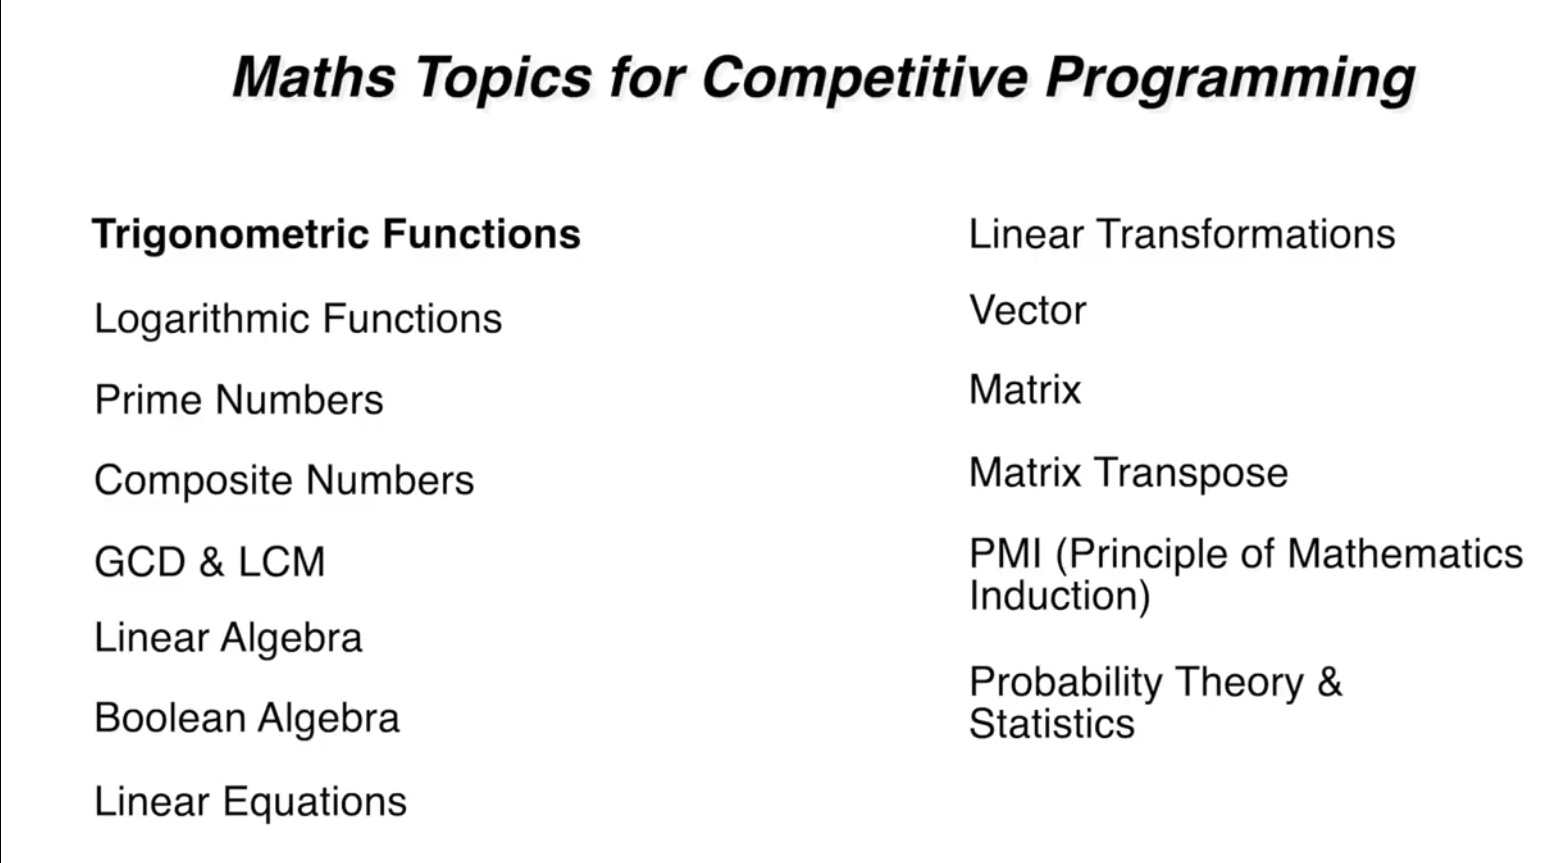 Maths Topics for Competitive Programming
Trigonometric Functions
Logarithmic Functions
Prime Numbers
Composite Numbers
GCD & LCM
Linear Algebra
Boolean Algebra
Linear Equations
Linear Transformations
Vector
Matrix
Matrix Transpose
PMI (Principle of Mathematics
Induction)
Probability Theory &
Statistics